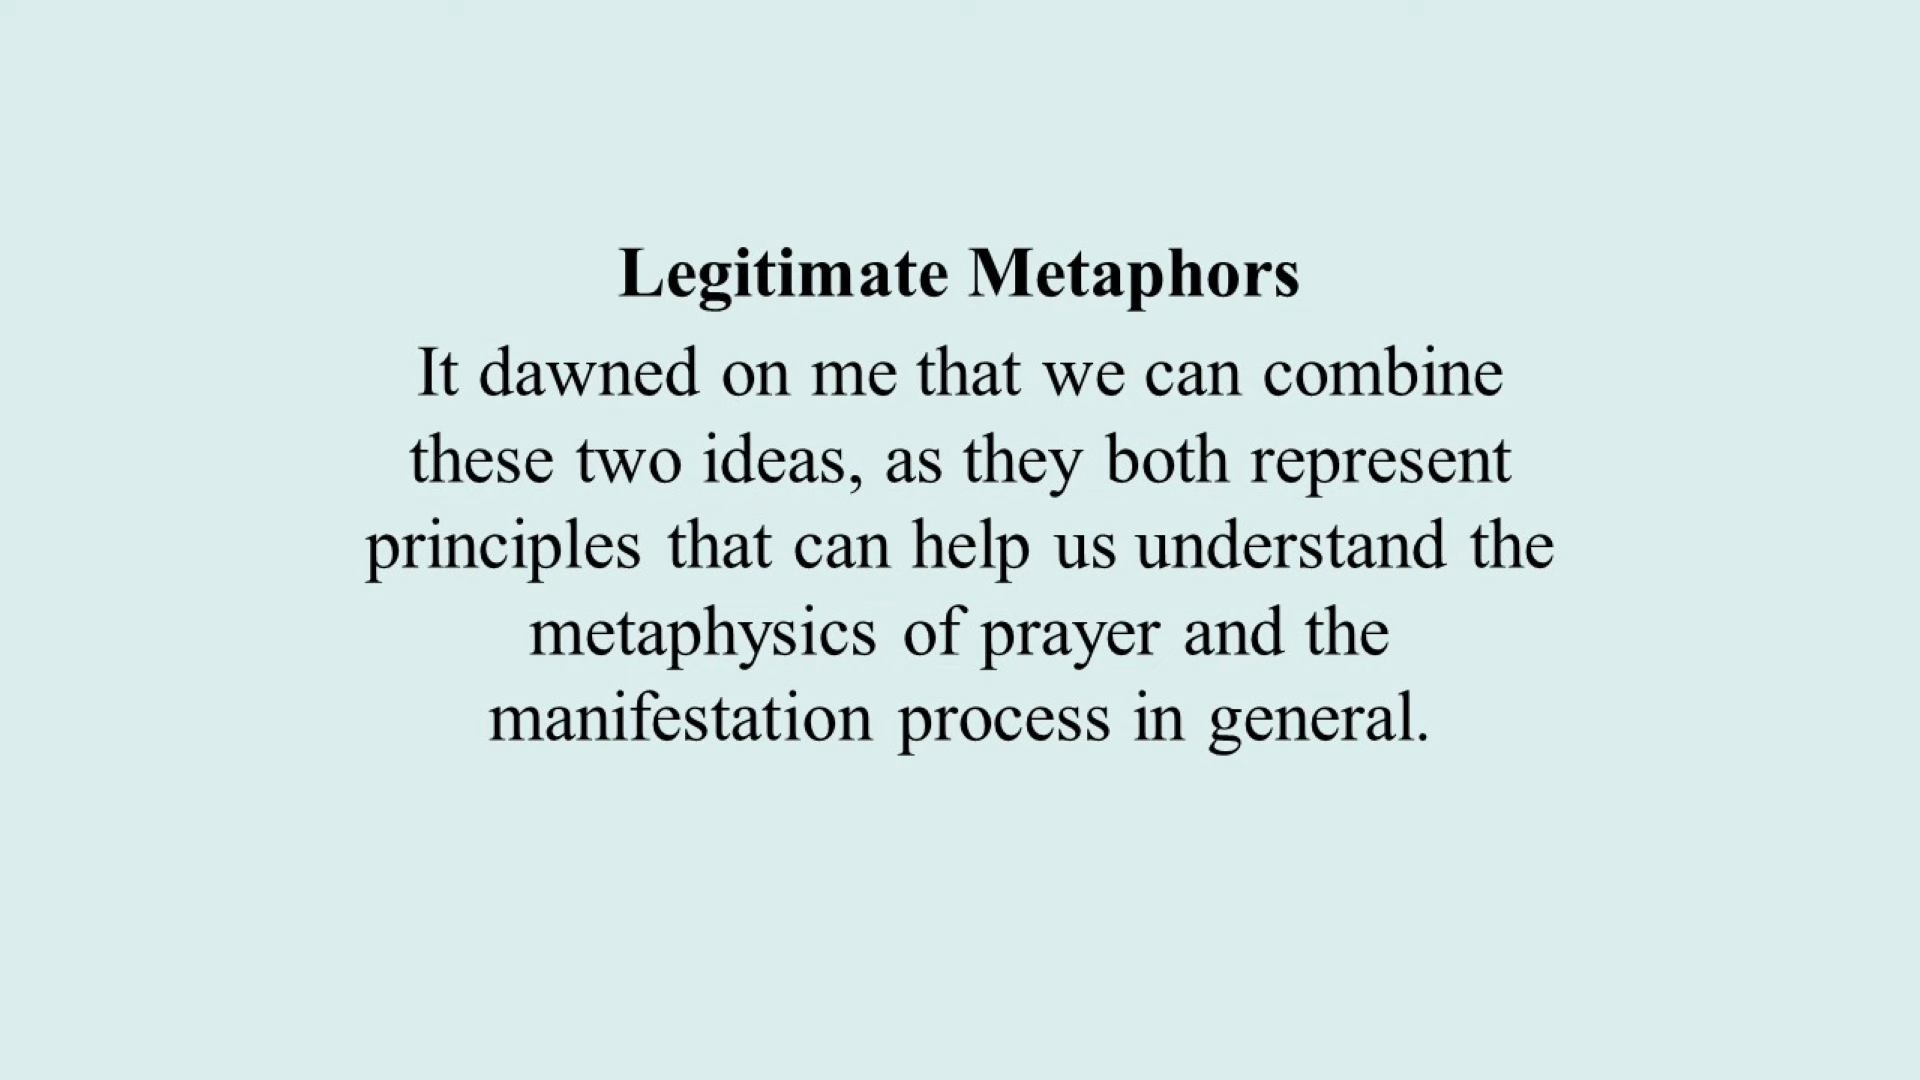 Legitimate Metaphors
It dawned on me that we can combine
these two ideas, as they both represent
principles that can help us understand the
metaphysics of prayer and the
manifestation process in general.